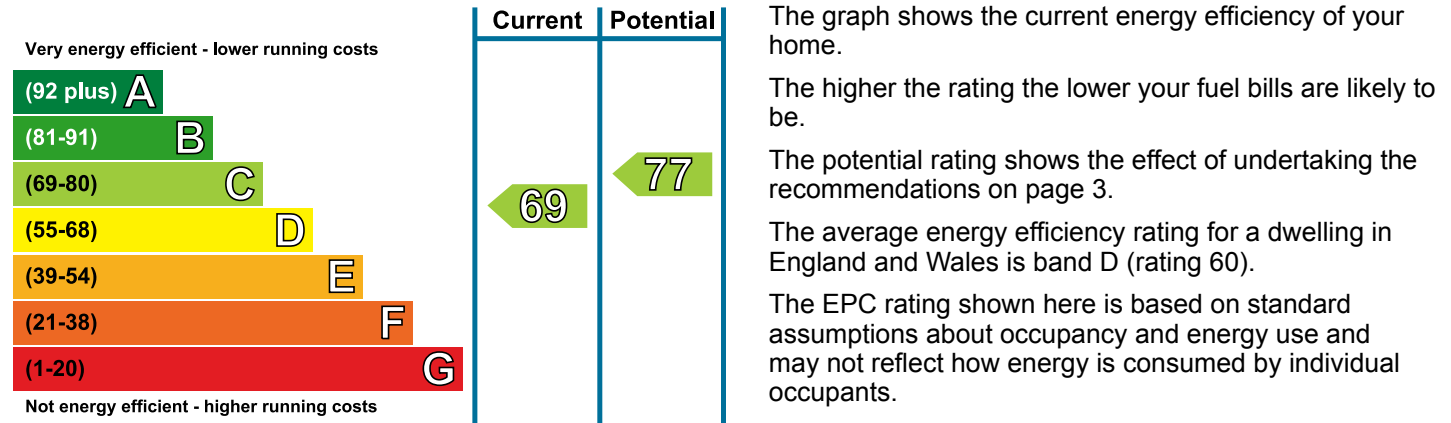 Current Potential
Very energy efficient - lower running costs
(92 plus) A
(81-91) B
(69-80) C
(55-68) D
(39-54) E
(21-38) F
(1-20) G
Not energy efficient - higher running costs
69
77
The graph shows the current energy efficiency of your
home.
The higher the rating the lower your fuel bills are likely to
be.
The potential rating shows the effect of undertaking the
recommendations on page 3.
The average energy efficiency rating for a dwelling in
England and Wales is band D (rating 60).
The EPC rating shown here is based on standard
assumptions about occupancy and energy use and
may not reflect how energy is consumed by individual
occupants.